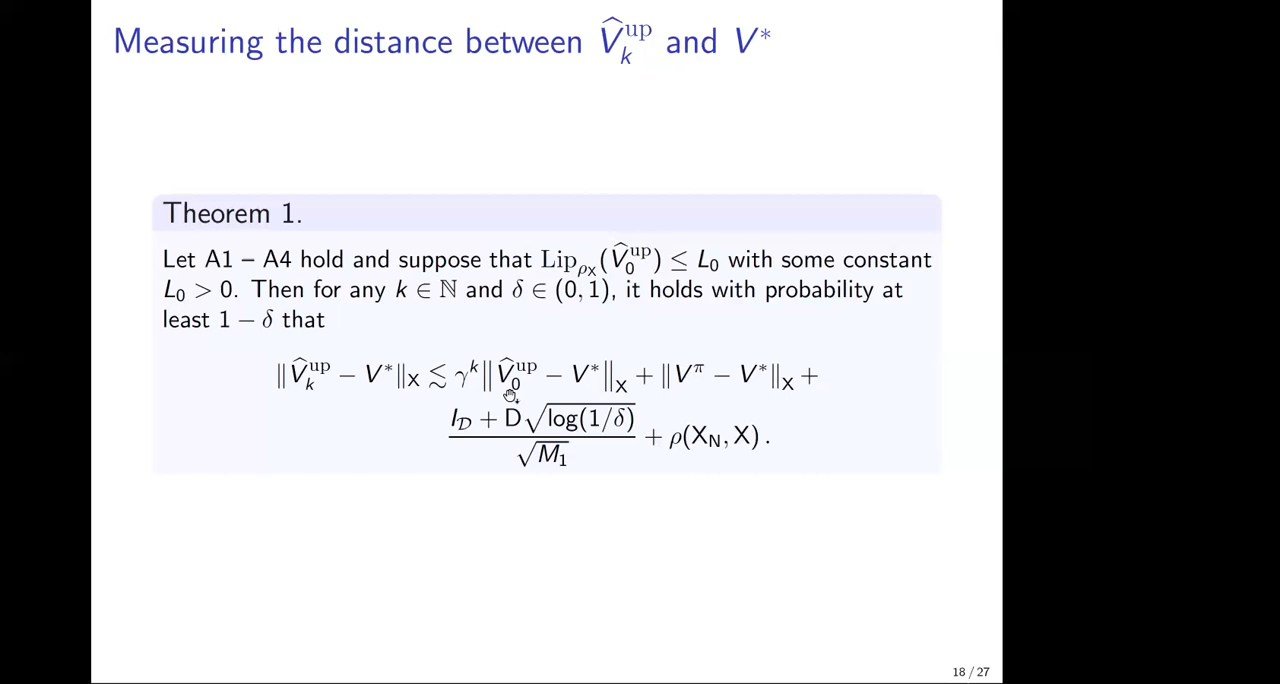 Measuring the distance between V̂ₖᵘᵖ and V*
Theorem 1.
Let A1 – A4 hold and suppose that Lip_ρX(V̂₀ᵘᵖ) ≤ L₀ with some constant
L₀ > 0. Then for any k ∈ ℕ and δ ∈ (0, 1), it holds with probability at
least 1 − δ that
‖V̂ₖᵘᵖ − V*‖_X ≲ γᵏ‖V̂₀ᵘᵖ − V*‖_X + ‖V^π − V*‖_X +
(I_𝒟 + D√log(1/δ)) / √M₁ + ρ(X_N, X) .
18 / 27